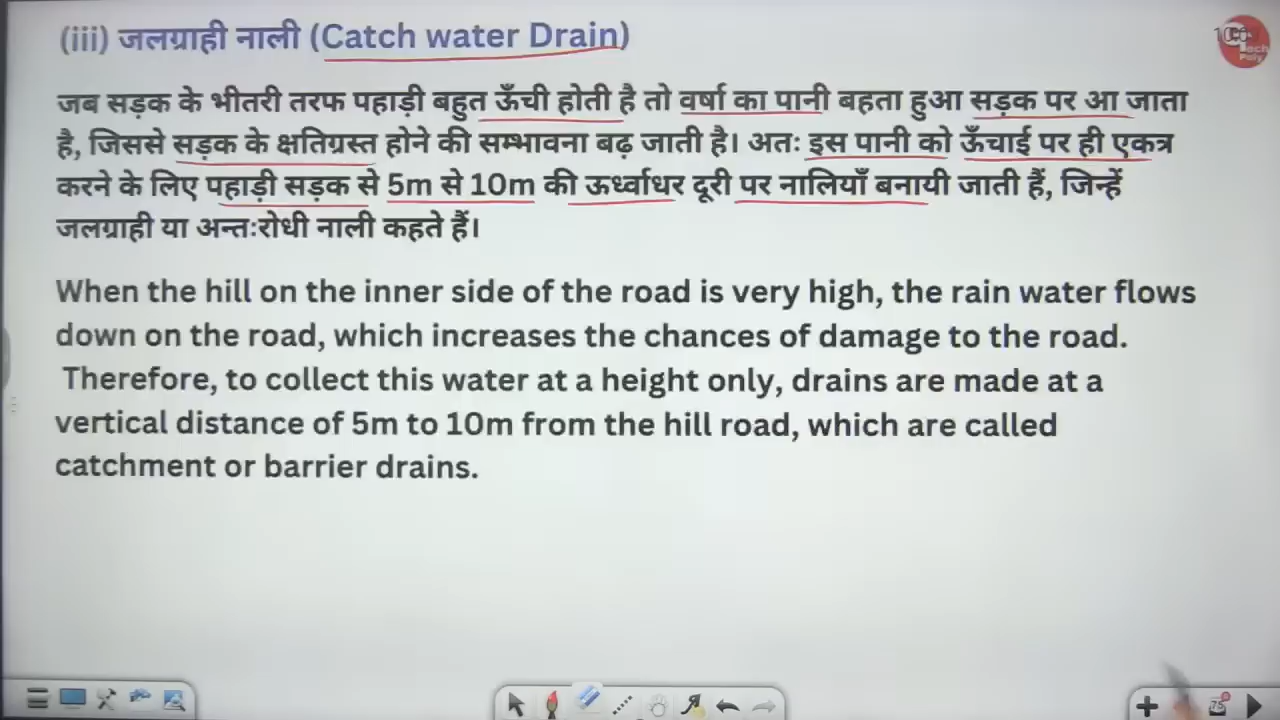 (iii) जलग्राही नाली (Catch water Drain)
जब सड़क के भीतरी तरफ पहाड़ी बहुत ऊँची होती है तो वर्षा का पानी बहता हुआ सड़क पर आ जाता
है, जिससे सड़क के क्षतिग्रस्त होने की सम्भावना बढ़ जाती है। अतः इस पानी को ऊँचाई पर ही एकत्र
करने के लिए पहाड़ी सड़क से 5m से 10m की ऊर्ध्वाधर दूरी पर नालियाँ बनायी जाती हैं, जिन्हें
जलग्राही या अन्तःरोधी नाली कहते हैं।
When the hill on the inner side of the road is very high, the rain water flows
down on the road, which increases the chances of damage to the road.
Therefore, to collect this water at a height only, drains are made at a
vertical distance of 5m to 10m from the hill road, which are called
catchment or barrier drains.
75